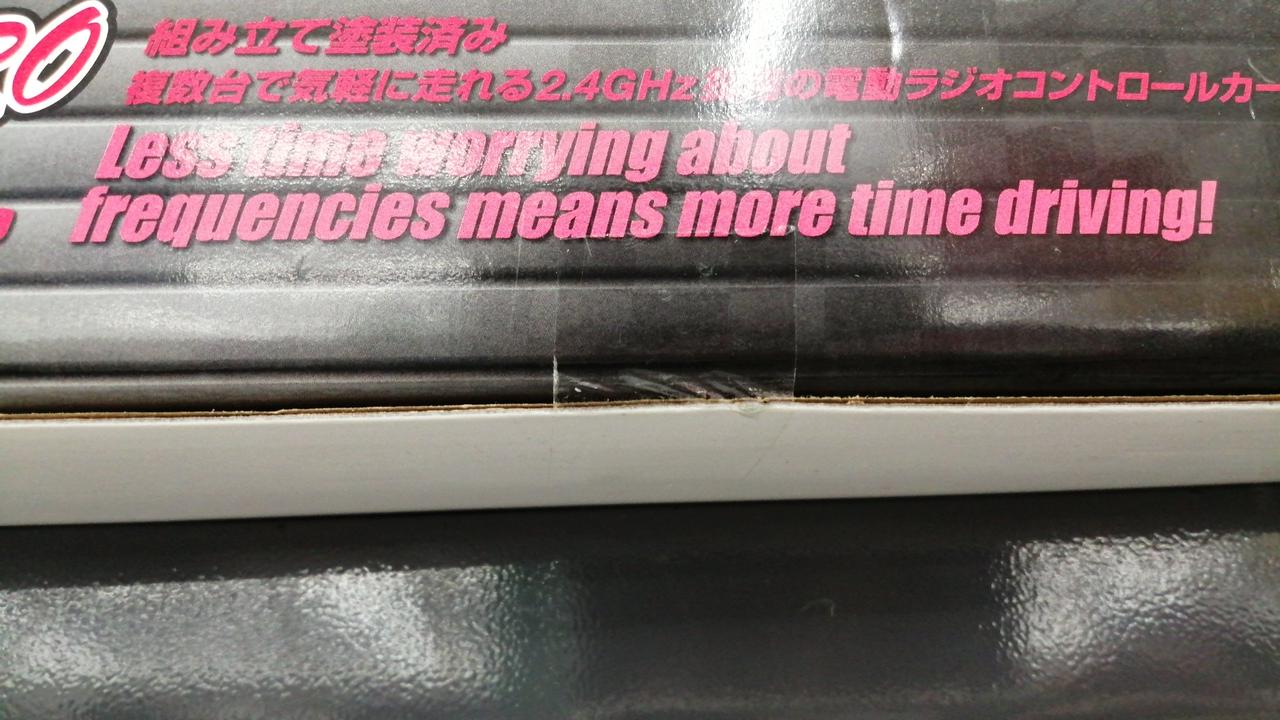 組み立て塗装済み
複数台で気軽に走れる2.4GHz の電動ラジオコントロールカー
Less time worrying about
frequencies means more time driving!